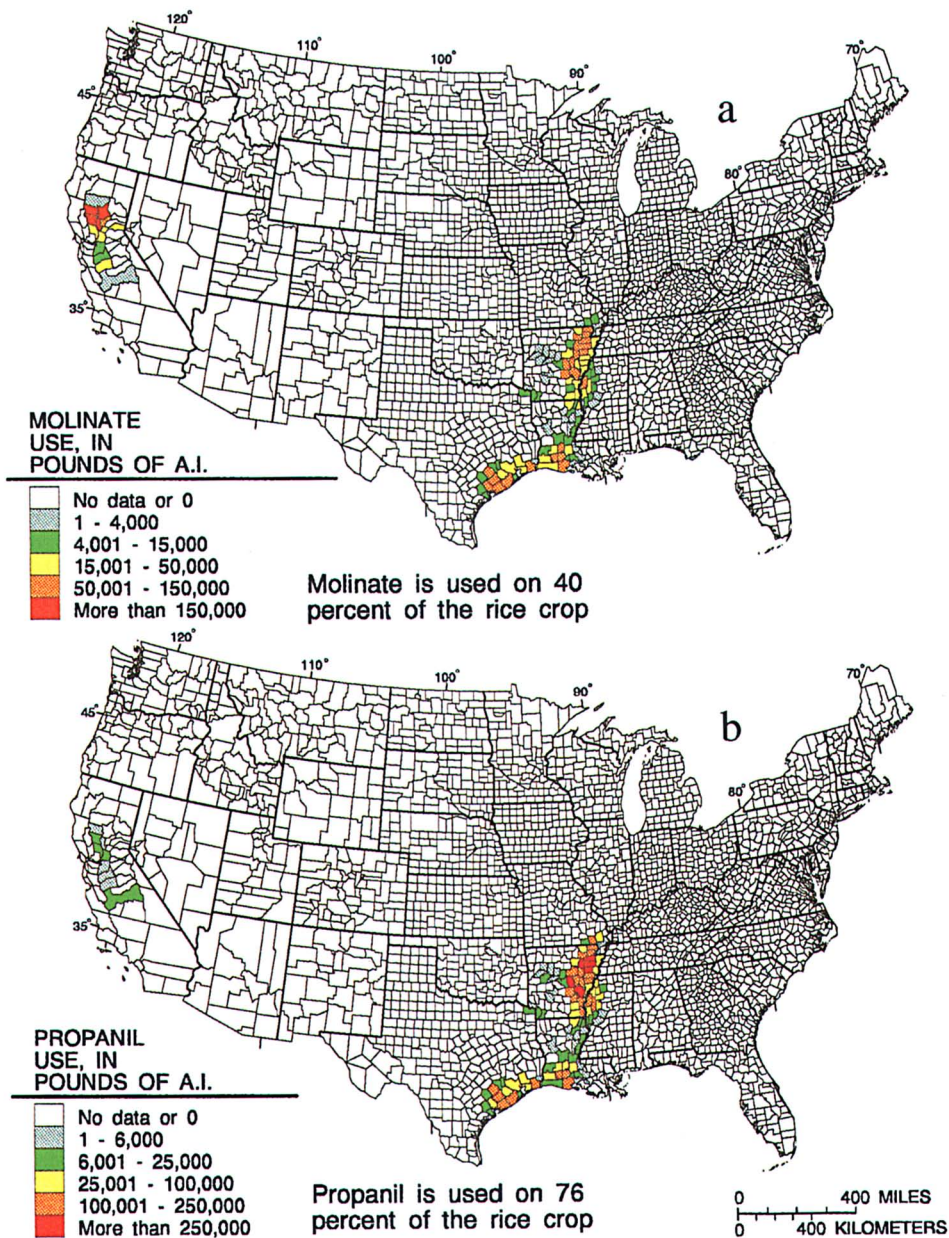 120°
110°
100°
90°
70°
a
45°
80°
35°
MOLINATE
USE, IN
POUNDS OF A.I.
No data or 0
1 - 4,000
4,001 - 15,000
15,001 - 50,000
50,001 - 150,000
More than 150,000
Molinate is used on 40
percent of the rice crop
120°
110°
100°
90°
70°
b
45°
80°
35°
PROPANIL
USE, IN
POUNDS OF A.I.
No data or 0
1 - 6,000
6,001 - 25,000
25,001 - 100,000
100,001 - 250,000
More than 250,000
Propanil is used on 76
percent of the rice crop
0 400 MILES
0 400 KILOMETERS